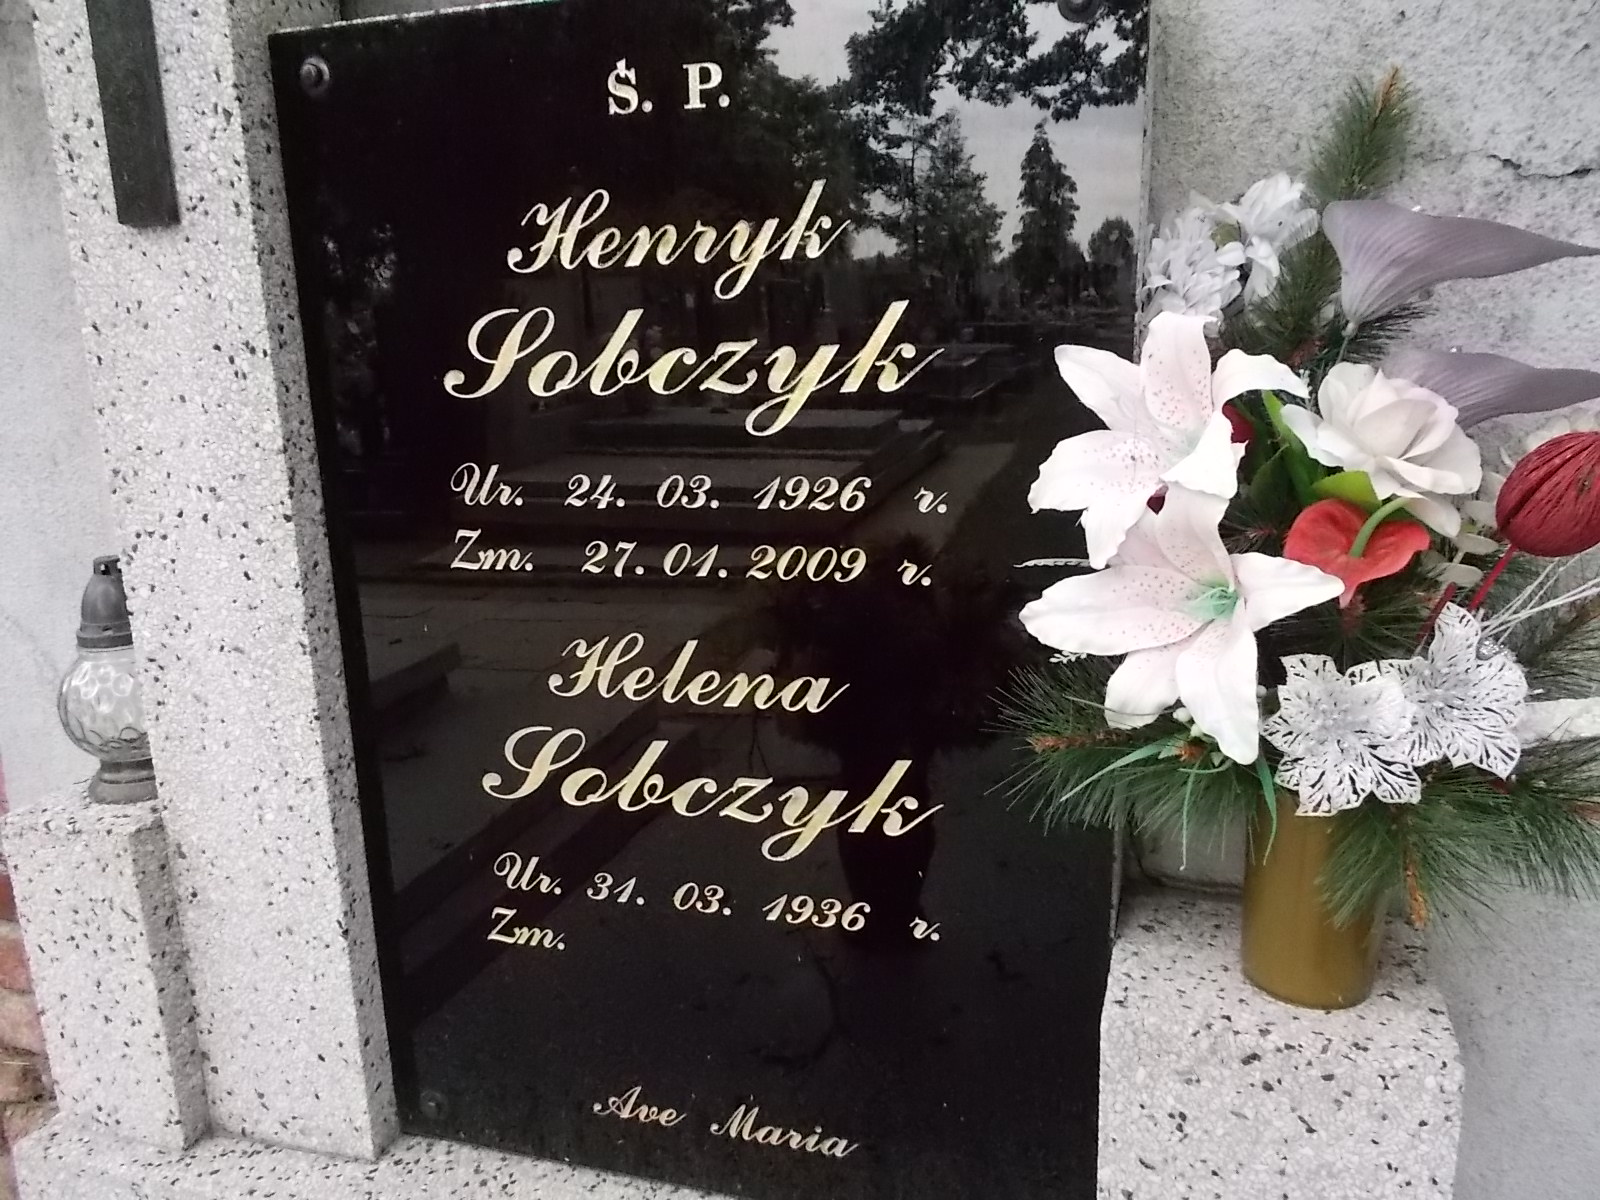 Ś. P.
Henryk
Sobczyk
Ur. 24. 03. 1926 r.
Zm. 27. 01. 2009 r.
Helena
Sobczyk
Ur. 31. 03. 1936 r.
Zm.
Ave Maria